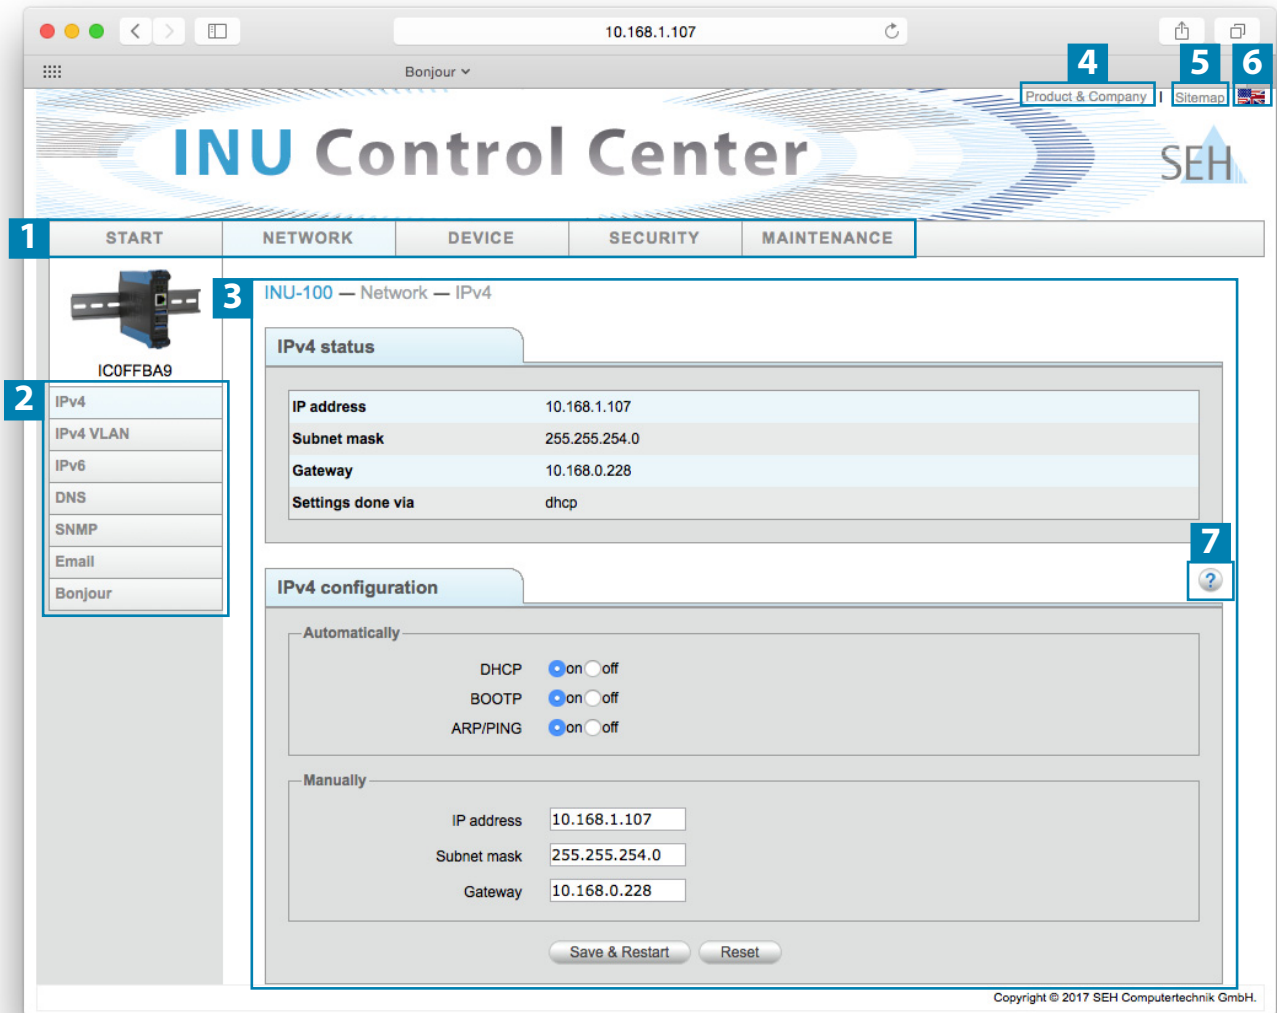 10.168.1.107
Bonjour
4
5
6
Product & Company | Sitemap
INU Control Center
SEH
1
START NETWORK DEVICE SECURITY MAINTENANCE
3
INU-100 — Network — IPv4
IC0FFBA9
2
IPv4
IPv4 VLAN
IPv6
DNS
SNMP
Email
Bonjour
IPv4 status
IP address 10.168.1.107
Subnet mask 255.255.254.0
Gateway 10.168.0.228
Settings done via dhcp
7
?
IPv4 configuration
Automatically
DHCP on off
BOOTP on off
ARP/PING on off
Manually
IP address 10.168.1.107
Subnet mask 255.255.254.0
Gateway 10.168.0.228
Save & Restart Reset
Copyright © 2017 SEH Computertechnik GmbH.